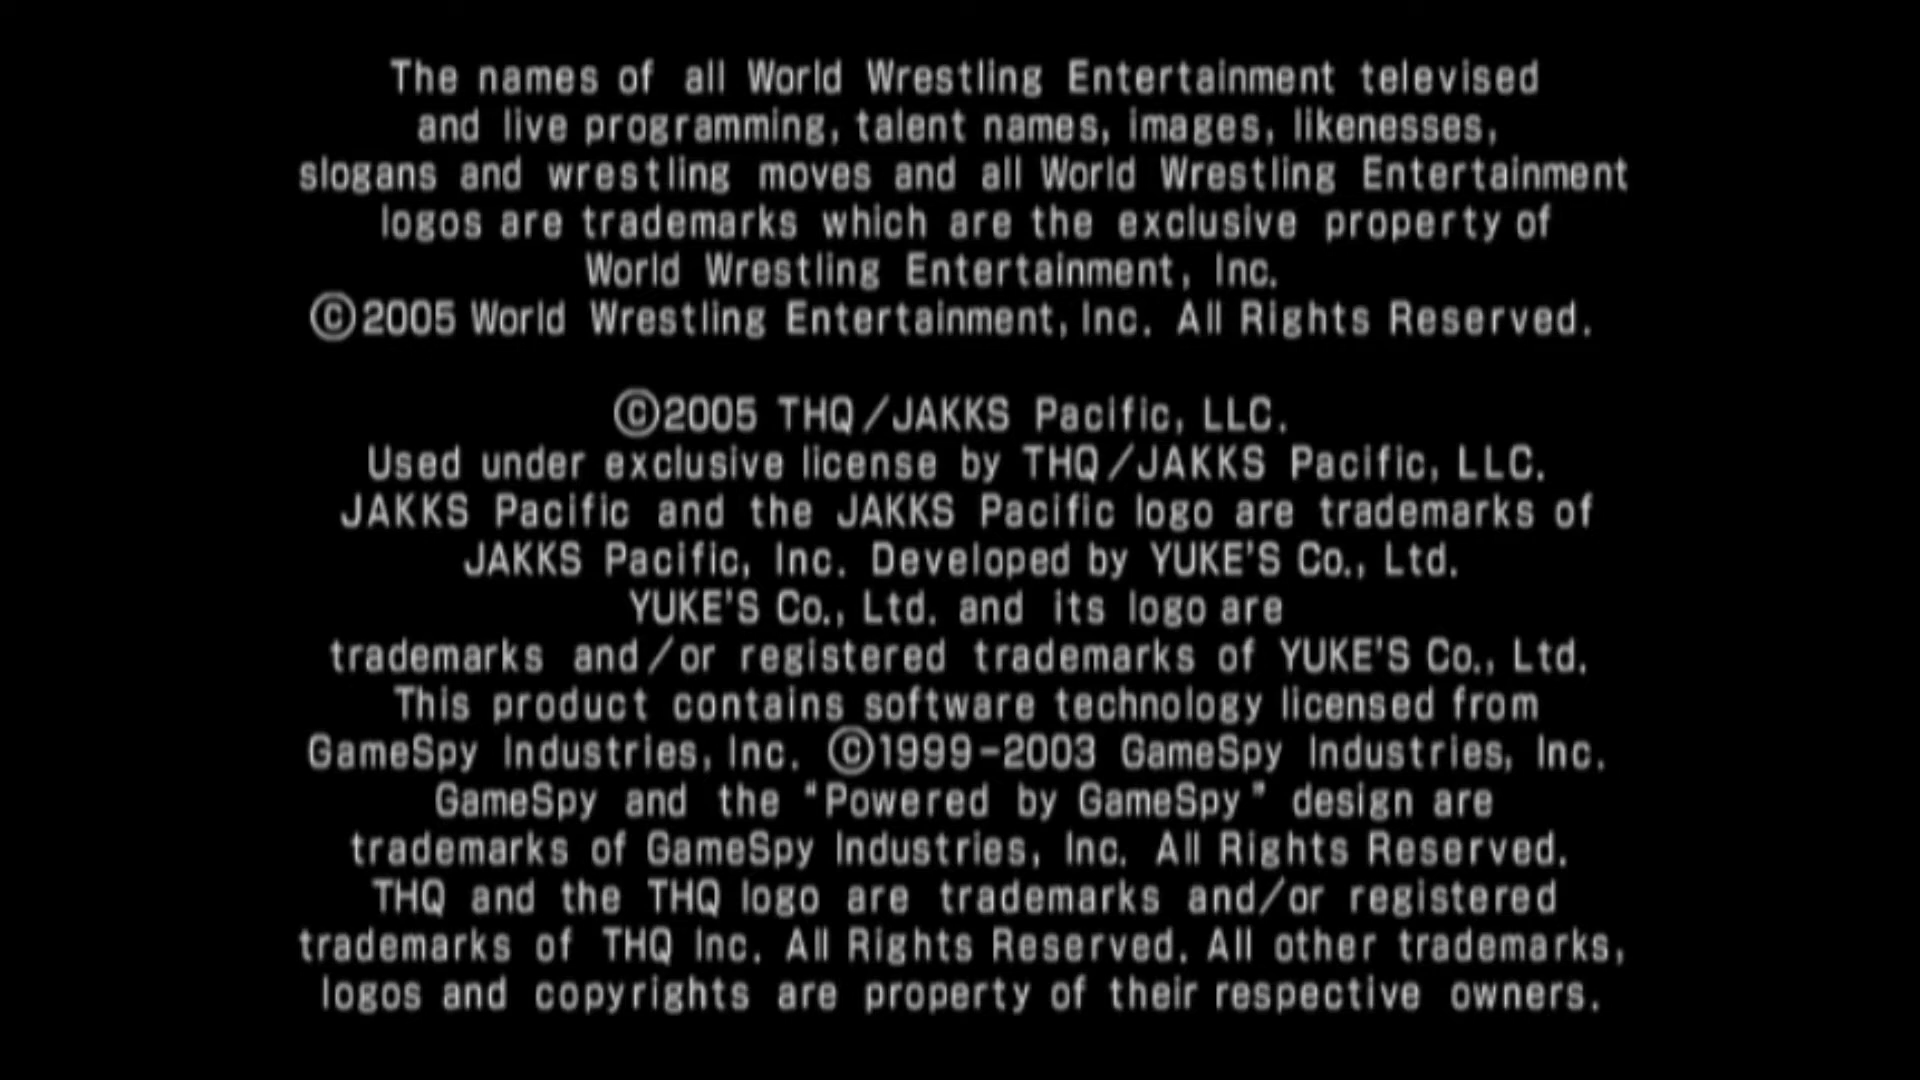 The names of all World Wrestling Entertainment televised
and live programming, talent names, images, likenesses,
slogans and wrestling moves and all World Wrestling Entertainment
logos are trademarks which are the exclusive property of
World Wrestling Entertainment, Inc.
©2005 World Wrestling Entertainment, Inc. All Rights Reserved.
©2005 THQ/JAKKS Pacific, LLC.
Used under exclusive license by THQ/JAKKS Pacific, LLC.
JAKKS Pacific and the JAKKS Pacific logo are trademarks of
JAKKS Pacific, Inc. Developed by YUKE'S Co., Ltd.
YUKE'S Co., Ltd. and its logo are
trademarks and/or registered trademarks of YUKE'S Co., Ltd.
This product contains software technology licensed from
GameSpy Industries, Inc. ©1999-2003 GameSpy Industries, Inc.
GameSpy and the "Powered by GameSpy" design are
trademarks of GameSpy Industries, Inc. All Rights Reserved.
THQ and the THQ logo are trademarks and/or registered
trademarks of THQ Inc. All Rights Reserved. All other trademarks,
logos and copyrights are property of their respective owners.